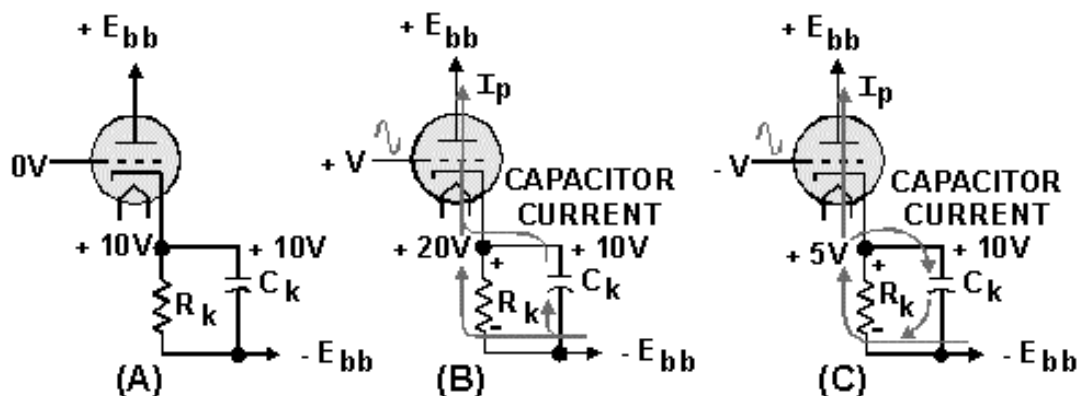 + Ebb
0V
+ 10V
+ 10V
Rk
Ck
- Ebb
(A)
+ Ebb
Ip
+ V
CAPACITOR
CURRENT
+ 20V
+ 10V
+
Rk
-
Ck
- Ebb
(B)
+ Ebb
Ip
- V
CAPACITOR
CURRENT
+ 5V
+ 10V
+
Rk
-
Ck
- Ebb
(C)